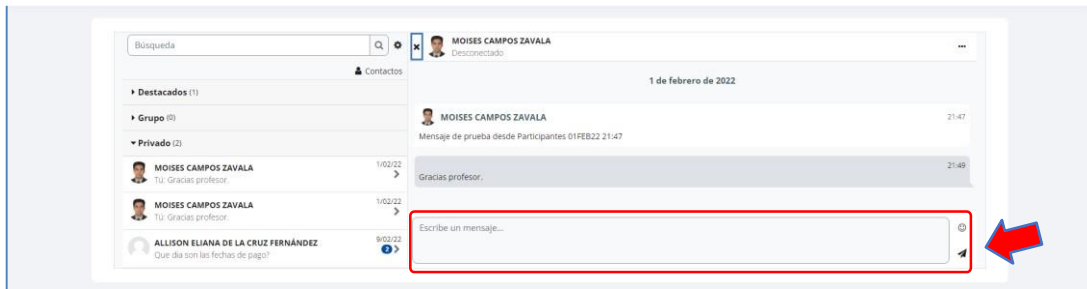 Búsqueda
Contactos
Destacados (1)
Grupo (0)
Privado (2)
MOISES CAMPOS ZAVALA
1/02/22
Tú: Gracias profesor.
MOISES CAMPOS ZAVALA
1/02/22
Tú: Gracias profesor.
ALLISON ELIANA DE LA CRUZ FERNÁNDEZ
9/02/22
Que dia son las fechas de pago?
2
MOISES CAMPOS ZAVALA
Desconectado
1 de febrero de 2022
MOISES CAMPOS ZAVALA
21:47
Mensaje de prueba desde Participantes 01FEB22 21:47
21:49
Gracias profesor.
Escribe un mensaje...